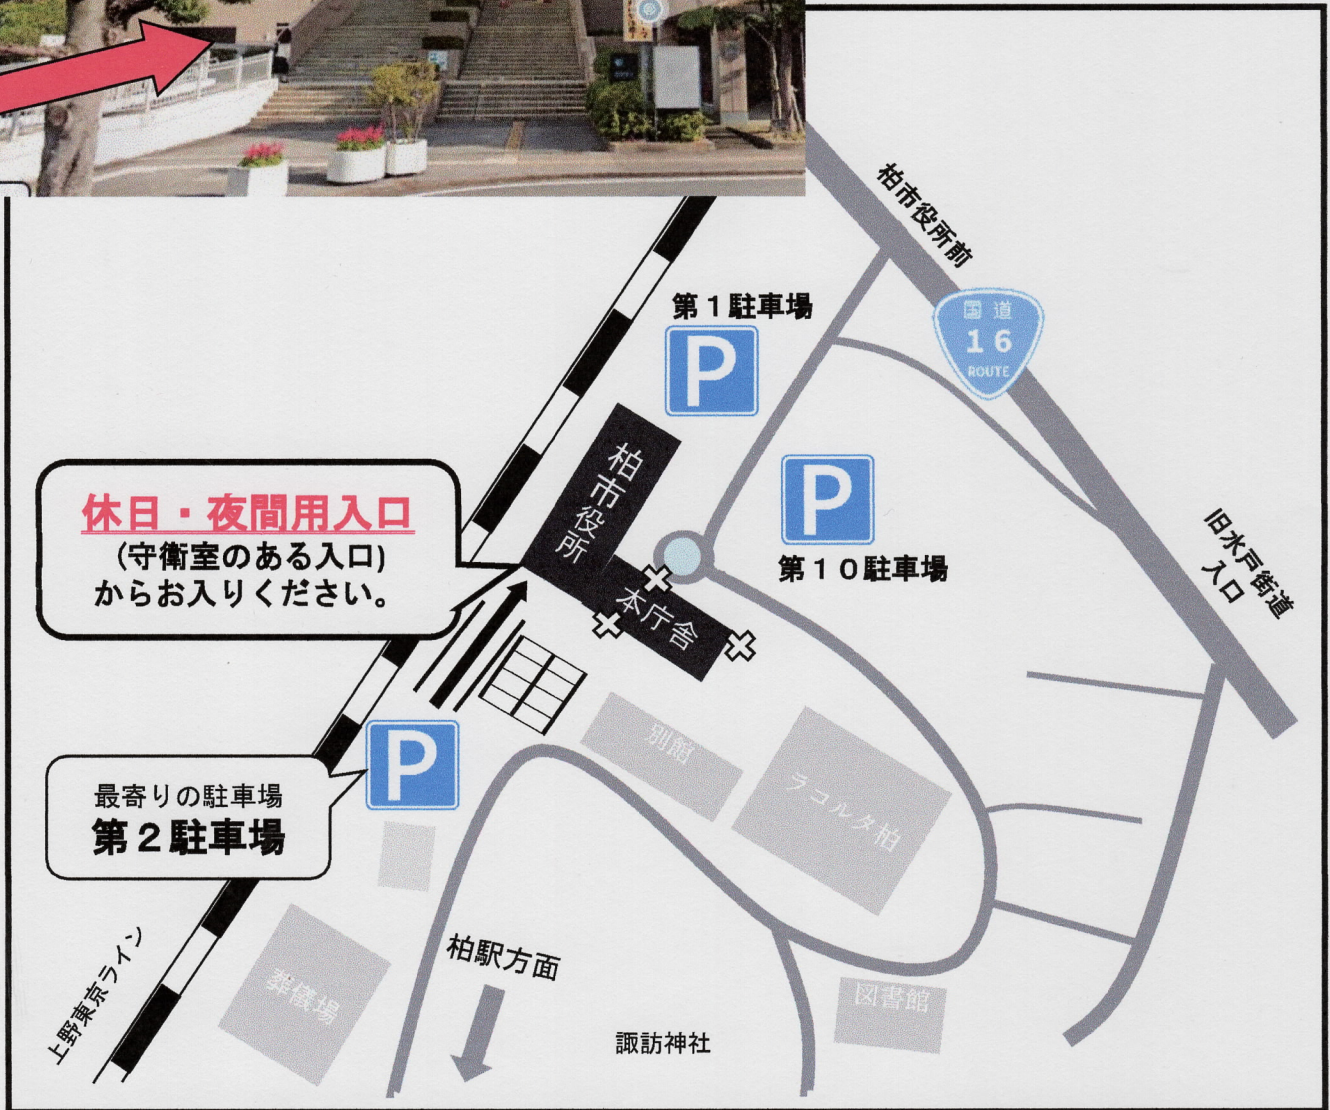 柏市役所前
国道
16
ROUTE
第1駐車場
柏市役所
本庁舎
第10駐車場
旧水戸街道
入口
休日・夜間用入口
(守衛室のある入口)
からお入りください。
別館
ラコルタ柏
最寄りの駐車場
第2駐車場
上野東京ライン
葬儀場
柏駅方面
諏訪神社
図書館